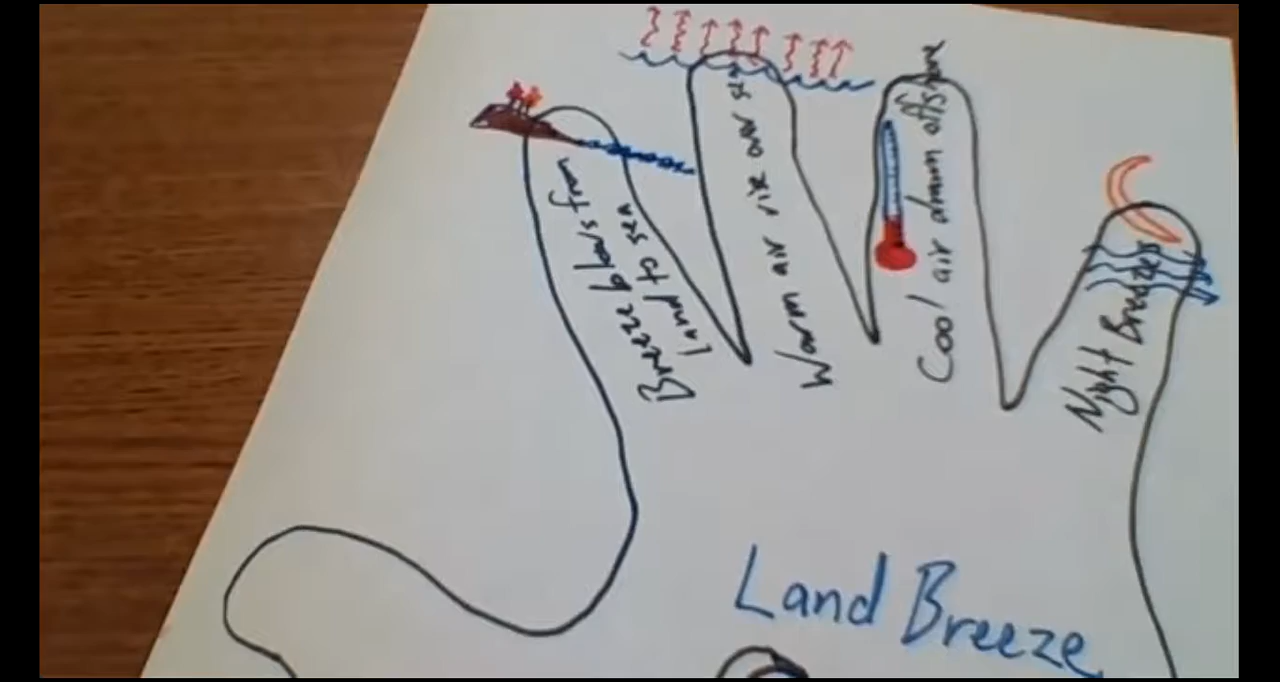 Breeze blows from
land to sea
Warm air rise over sea
Cool air drawn offshore
Night Breezes
Land Breeze